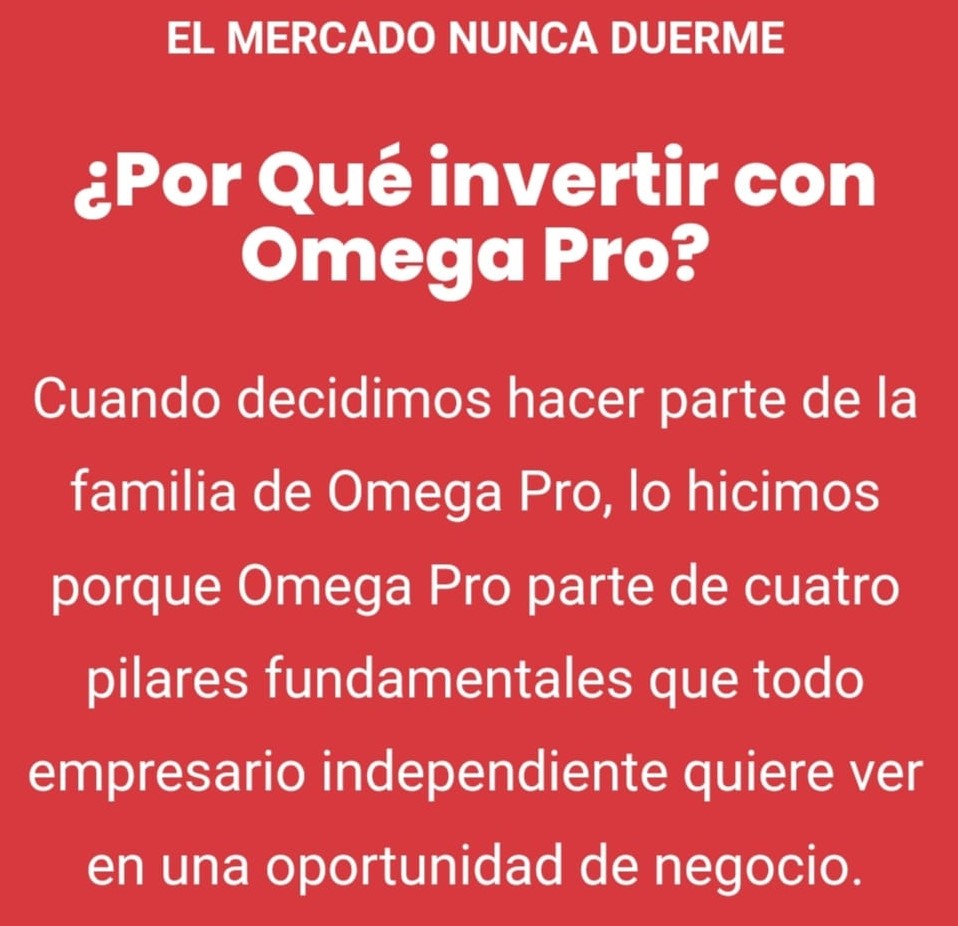 EL MERCADO NUNCA DUERME
¿Por Qué invertir con
Omega Pro?
Cuando decidimos hacer parte de la
familia de Omega Pro, lo hicimos
porque Omega Pro parte de cuatro
pilares fundamentales que todo
empresario independiente quiere ver
en una oportunidad de negocio.